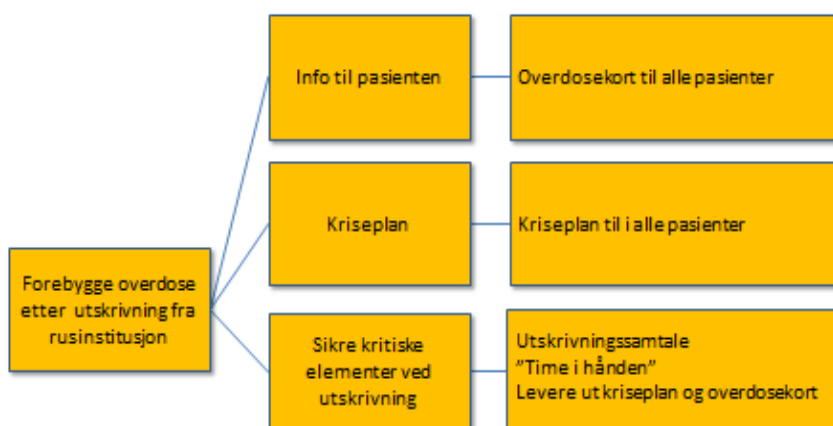 Info til pasienten
Overdosekort til alle pasienter
Kriseplan
Kriseplan til i alle pasienter
Forebygge overdose
etter utskrivning fra
rusinstitusjon
Sikre kritiske
elementer ved
utskrivning
Utskrivningssamtale
"Time i hånden"
Levere ut kriseplan og overdosekort